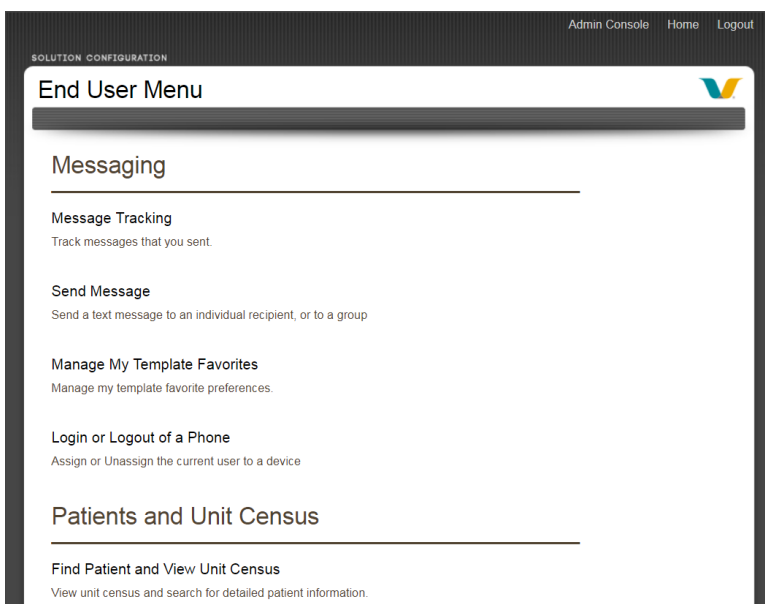 Admin Console Home Logout
SOLUTION CONFIGURATION
End User Menu
Messaging
Message Tracking
Track messages that you sent.
Send Message
Send a text message to an individual recipient, or to a group
Manage My Template Favorites
Manage my template favorite preferences.
Login or Logout of a Phone
Assign or Unassign the current user to a device
Patients and Unit Census
Find Patient and View Unit Census
View unit census and search for detailed patient information.